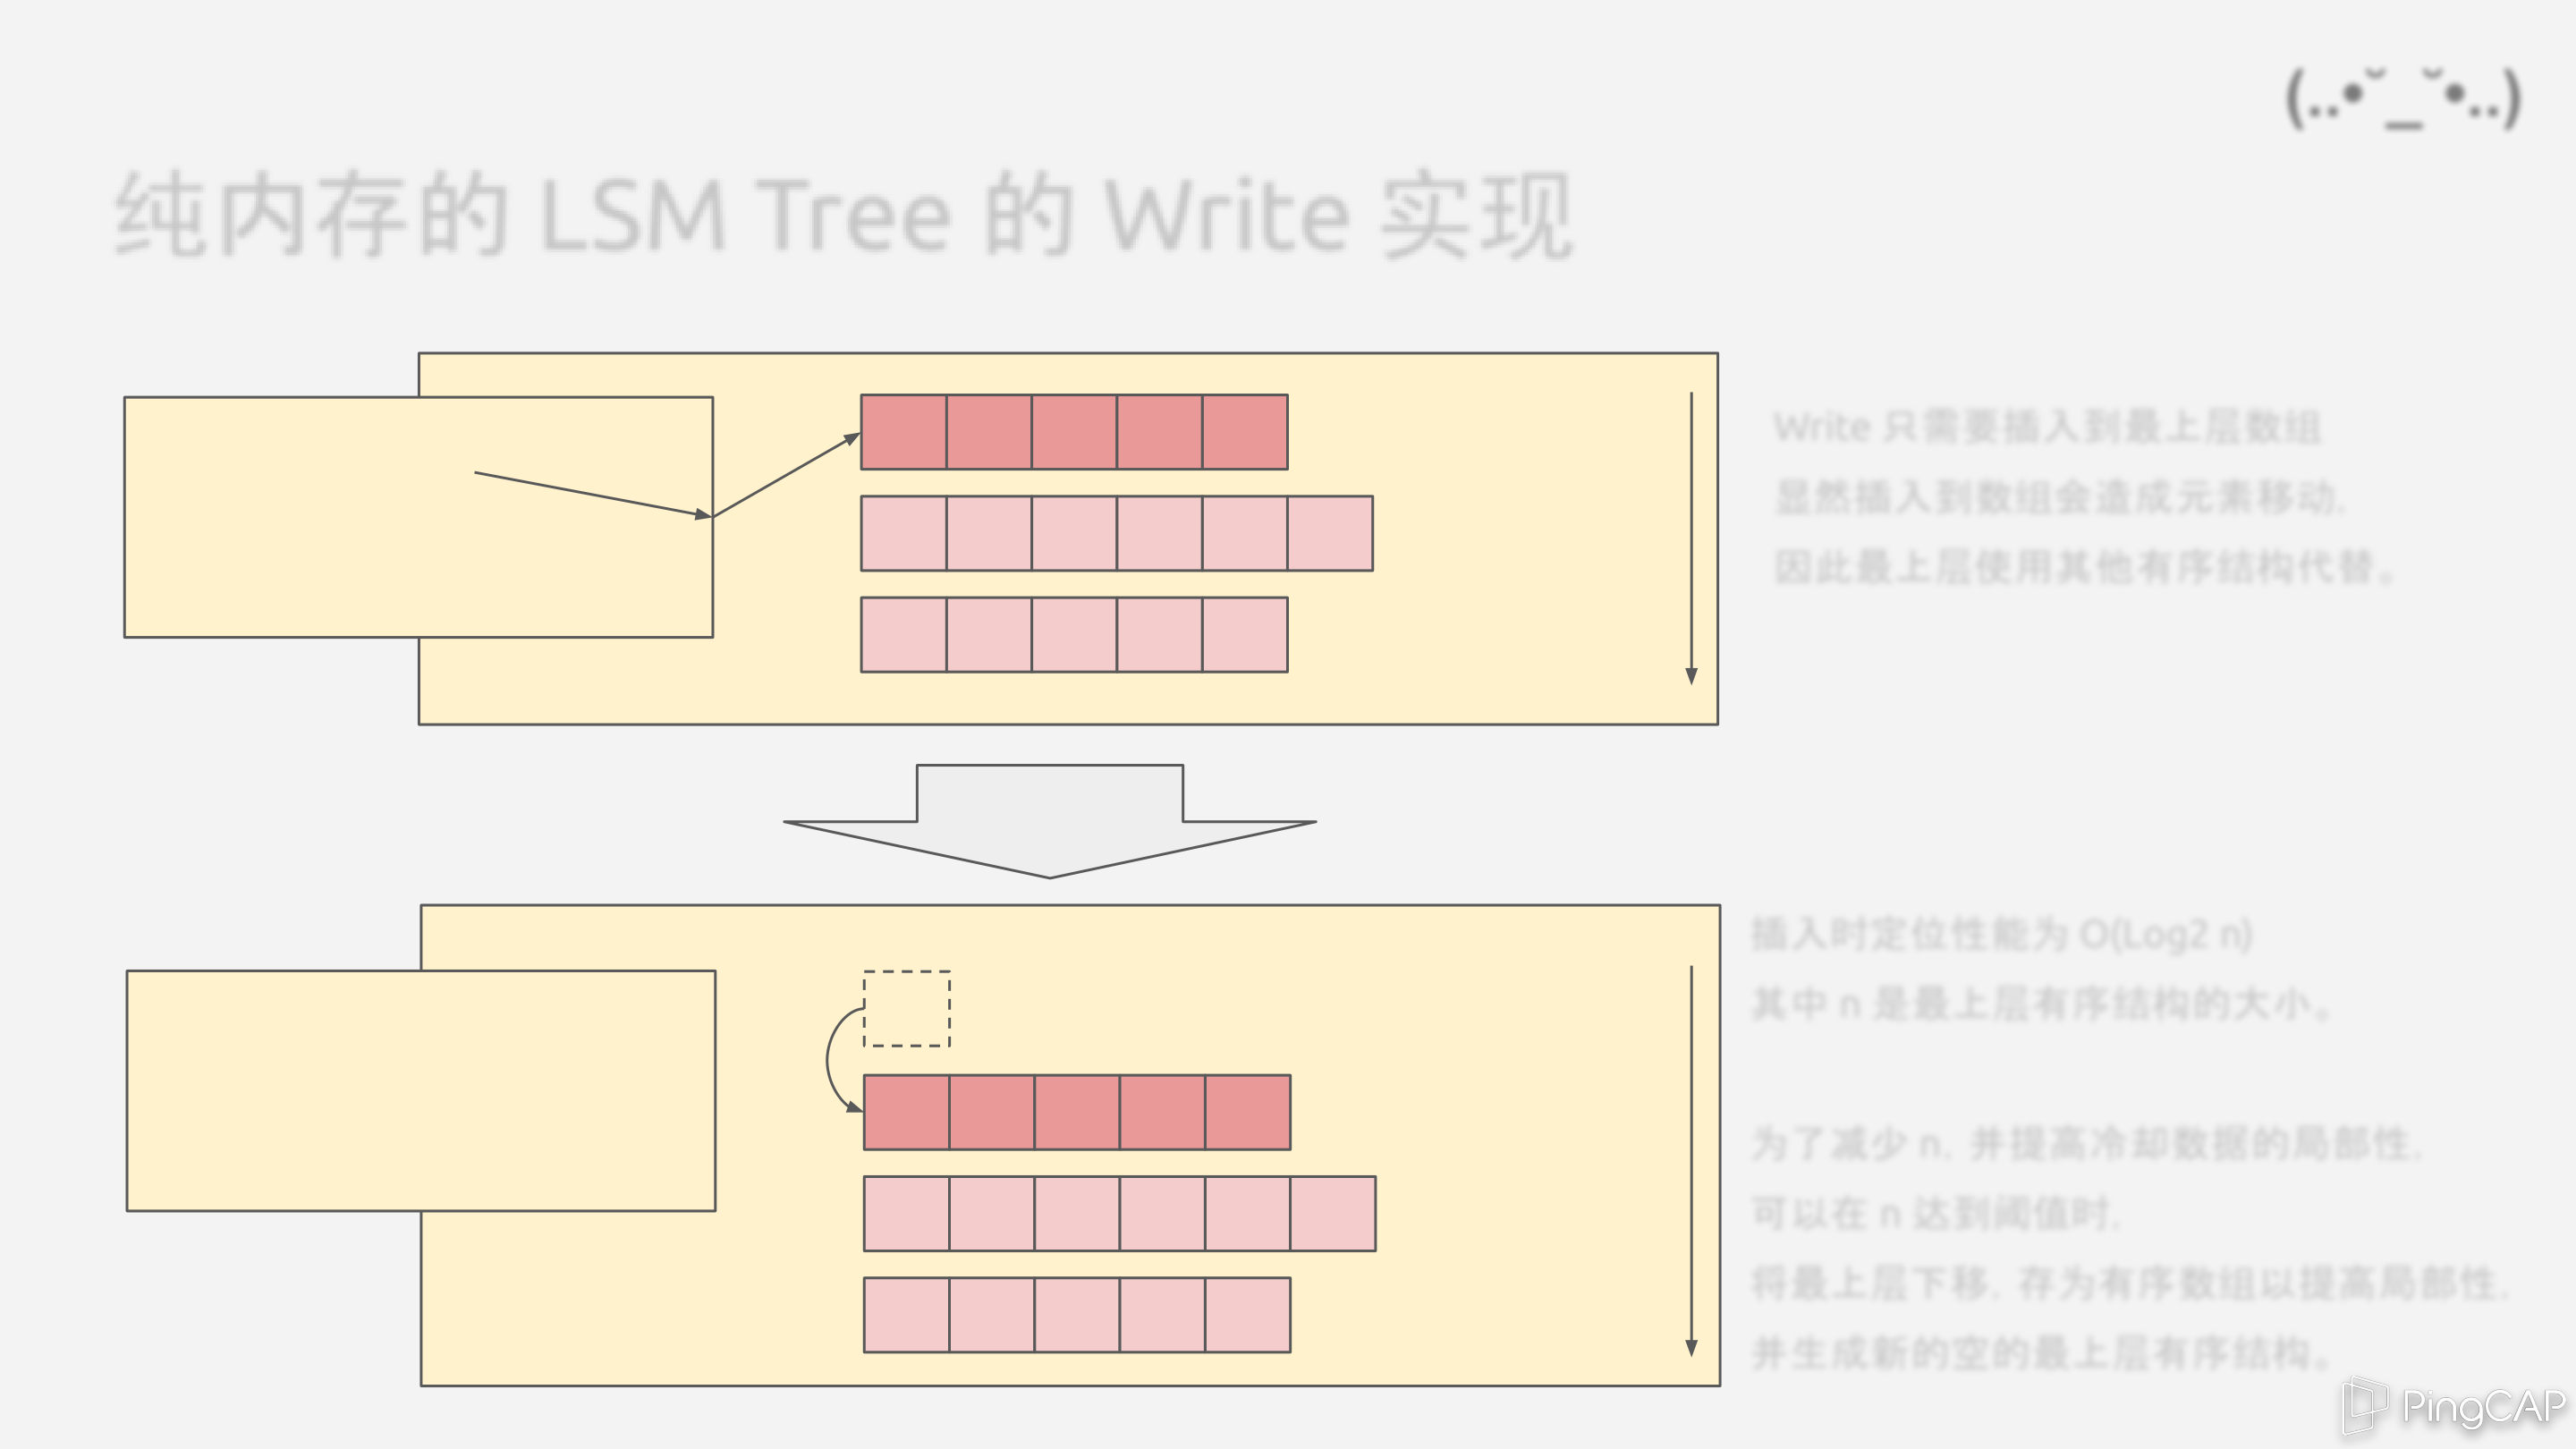 (..•˘_˘•..)
纯内存的 LSM Tree 的 Write 实现
Write 只需要插入到最上层数组
显然插入到数组会造成元素移动，
因此最上层使用其他有序结构代替。
插入时定位性能为 O(Log2 n)
其中 n 是最上层有序结构的大小。
为了减少 n，并提高冷却数据的局部性，
可以在 n 达到阈值时，
将最上层下移，存为有序数组以提高局部性，
并生成新的空的最上层有序结构。
PingCAP